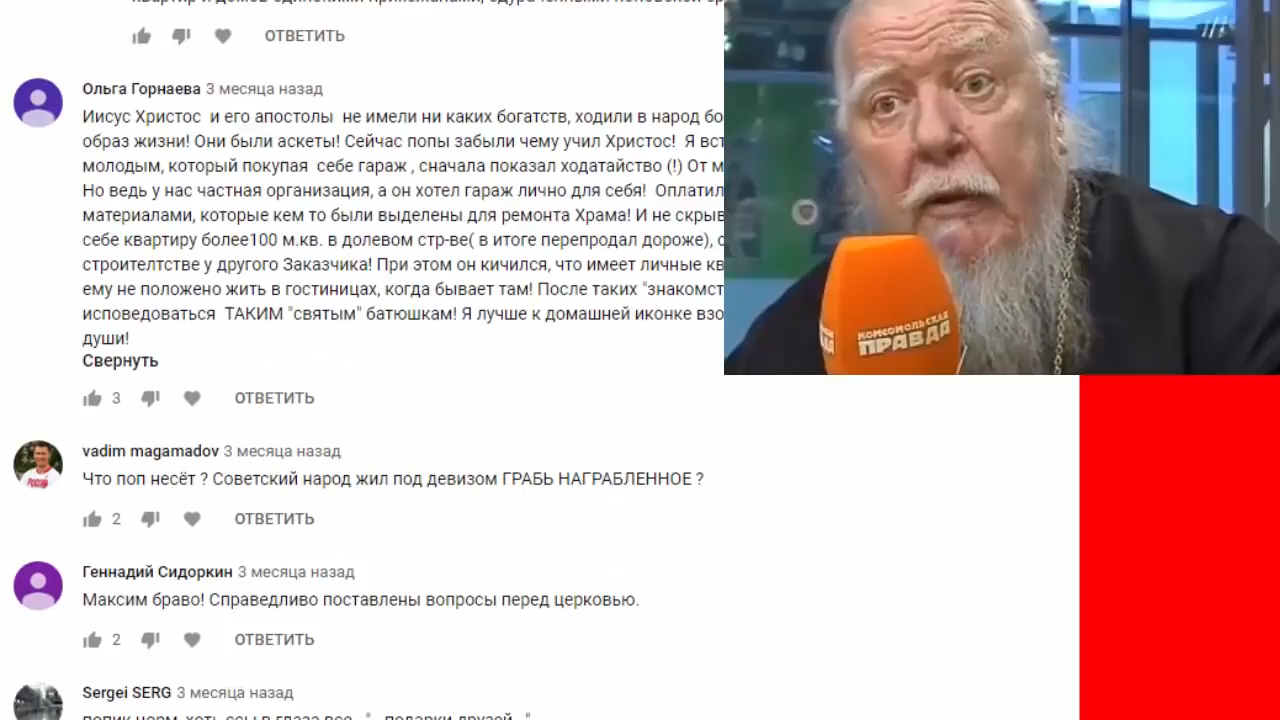 ОТВЕТИТЬ
Ольга Горнаева 3 месяца назад
Иисус Христос и его апостолы не имели ни каких богатств, ходили в народ
образ жизни! Они были аскеты! Сейчас попы забыли чему учил Христос! Я
молодым, который покупая себе гараж , сначала показал ходатайство (!) От
Но ведь у нас частная организация, а он хотел гараж лично для себя! Оплатил
материалами, которые кем то были выделены для ремонта Храма! И не
себе квартиру более100 м.кв. в долевом стр-ве( в итоге перепродал дороже),
строителтстве у другого Заказчика! При этом он кичился, что имеет личные
ему не положено жить в гостиницах, когда бывает там! После таких
исповедоваться ТАКИМ "святым" батюшкам! Я лучше к домашней иконке
души!
Свернуть
3 ОТВЕТИТЬ
vadim magamadov 3 месяца назад
Что поп несёт ? Советский народ жил под девизом ГРАБЬ НАГРАБЛЕННОЕ ?
2 ОТВЕТИТЬ
Геннадий Сидоркин 3 месяца назад
Максим браво! Справедливо поставлены вопросы перед церковью.
2 ОТВЕТИТЬ
Sergei SERG 3 месяца назад
КОМСОМОЛЬСКАЯ
ПРАВДА